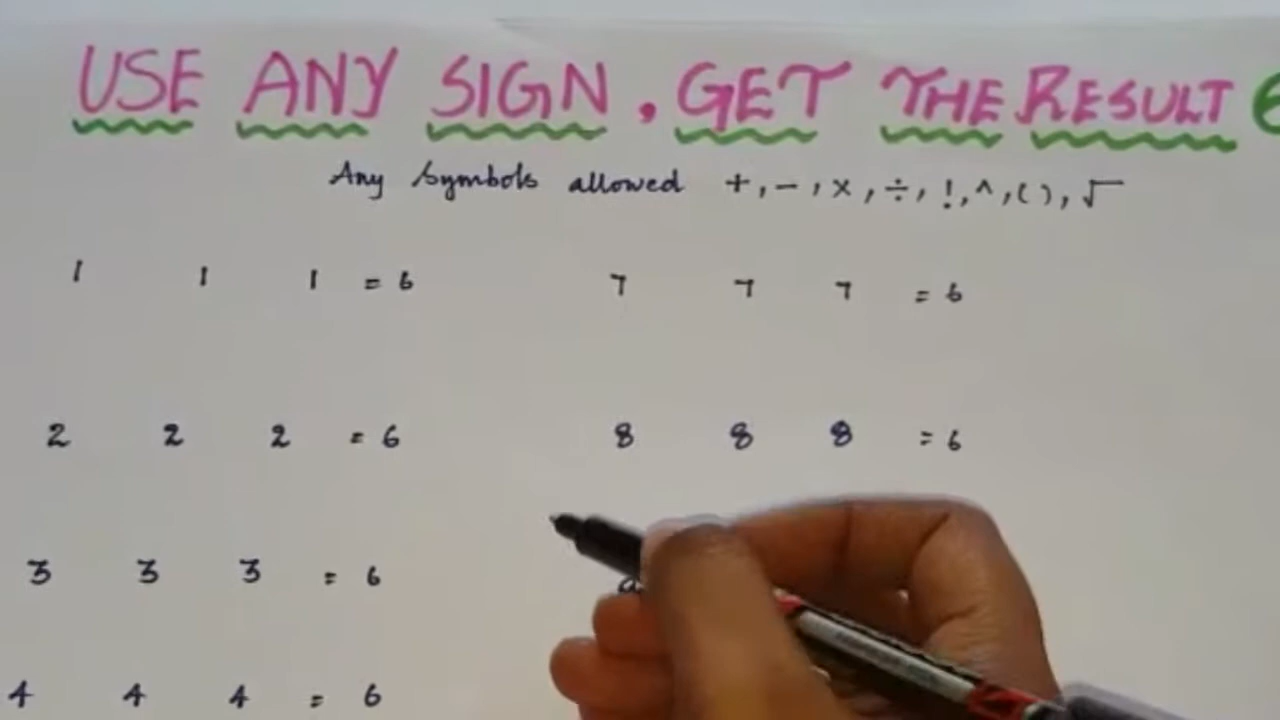 USE ANY SIGN, GET THE RESULT
Any symbols allowed +, -, ×, ÷, !, ^, ( ), √
1 1 1 = 6
7 7 7 = 6
2 2 2 = 6
8 8 8 = 6
3 3 3 = 6
4 4 4 = 6